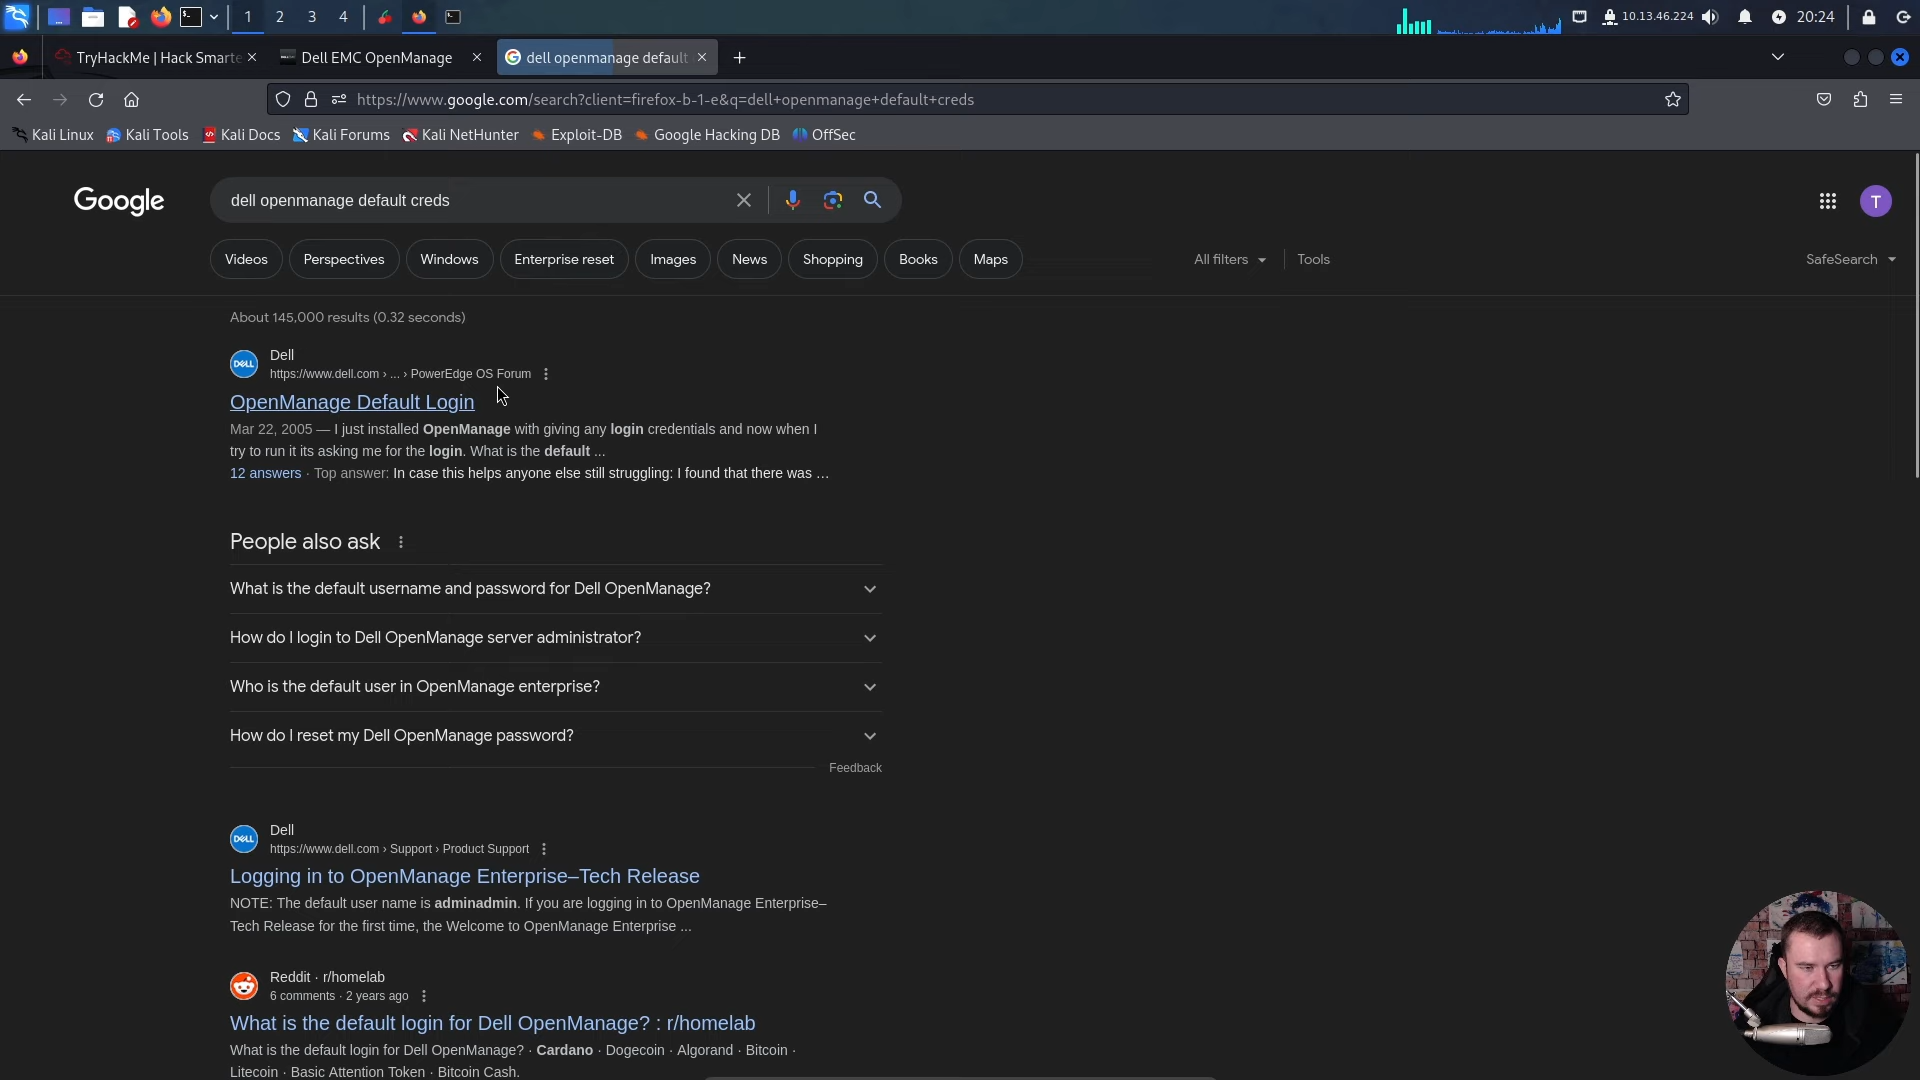 1 2 3 4
10.13.46.224
20:24
TryHackMe | Hack Smarte
Dell EMC OpenManage
dell openmanage default
https://www.google.com/search?client=firefox-b-1-e&q=dell+openmanage+default+creds
Kali Linux
Kali Tools
Kali Docs
Kali Forums
Kali NetHunter
Exploit-DB
Google Hacking DB
OffSec
Google
dell openmanage default creds
T
Videos
Perspectives
Windows
Enterprise reset
Images
News
Shopping
Books
Maps
All filters
Tools
SafeSearch
About 145,000 results (0.32 seconds)
DELL
Dell
https://www.dell.com › ... › PowerEdge OS Forum
OpenManage Default Login
Mar 22, 2005 — I just installed OpenManage with giving any login credentials and now when I
try to run it its asking me for the login. What is the default ...
12 answers · Top answer: In case this helps anyone else still struggling: I found that there was ...
People also ask
What is the default username and password for Dell OpenManage?
How do I login to Dell OpenManage server administrator?
Who is the default user in OpenManage enterprise?
How do I reset my Dell OpenManage password?
Feedback
DELL
Dell
https://www.dell.com › Support › Product Support
Logging in to OpenManage Enterprise–Tech Release
NOTE: The default user name is adminadmin. If you are logging in to OpenManage Enterprise–
Tech Release for the first time, the Welcome to OpenManage Enterprise ...
Reddit · r/homelab
6 comments · 2 years ago
What is the default login for Dell OpenManage? : r/homelab
What is the default login for Dell OpenManage? · Cardano · Dogecoin · Algorand · Bitcoin ·
Litecoin · Basic Attention Token · Bitcoin Cash.